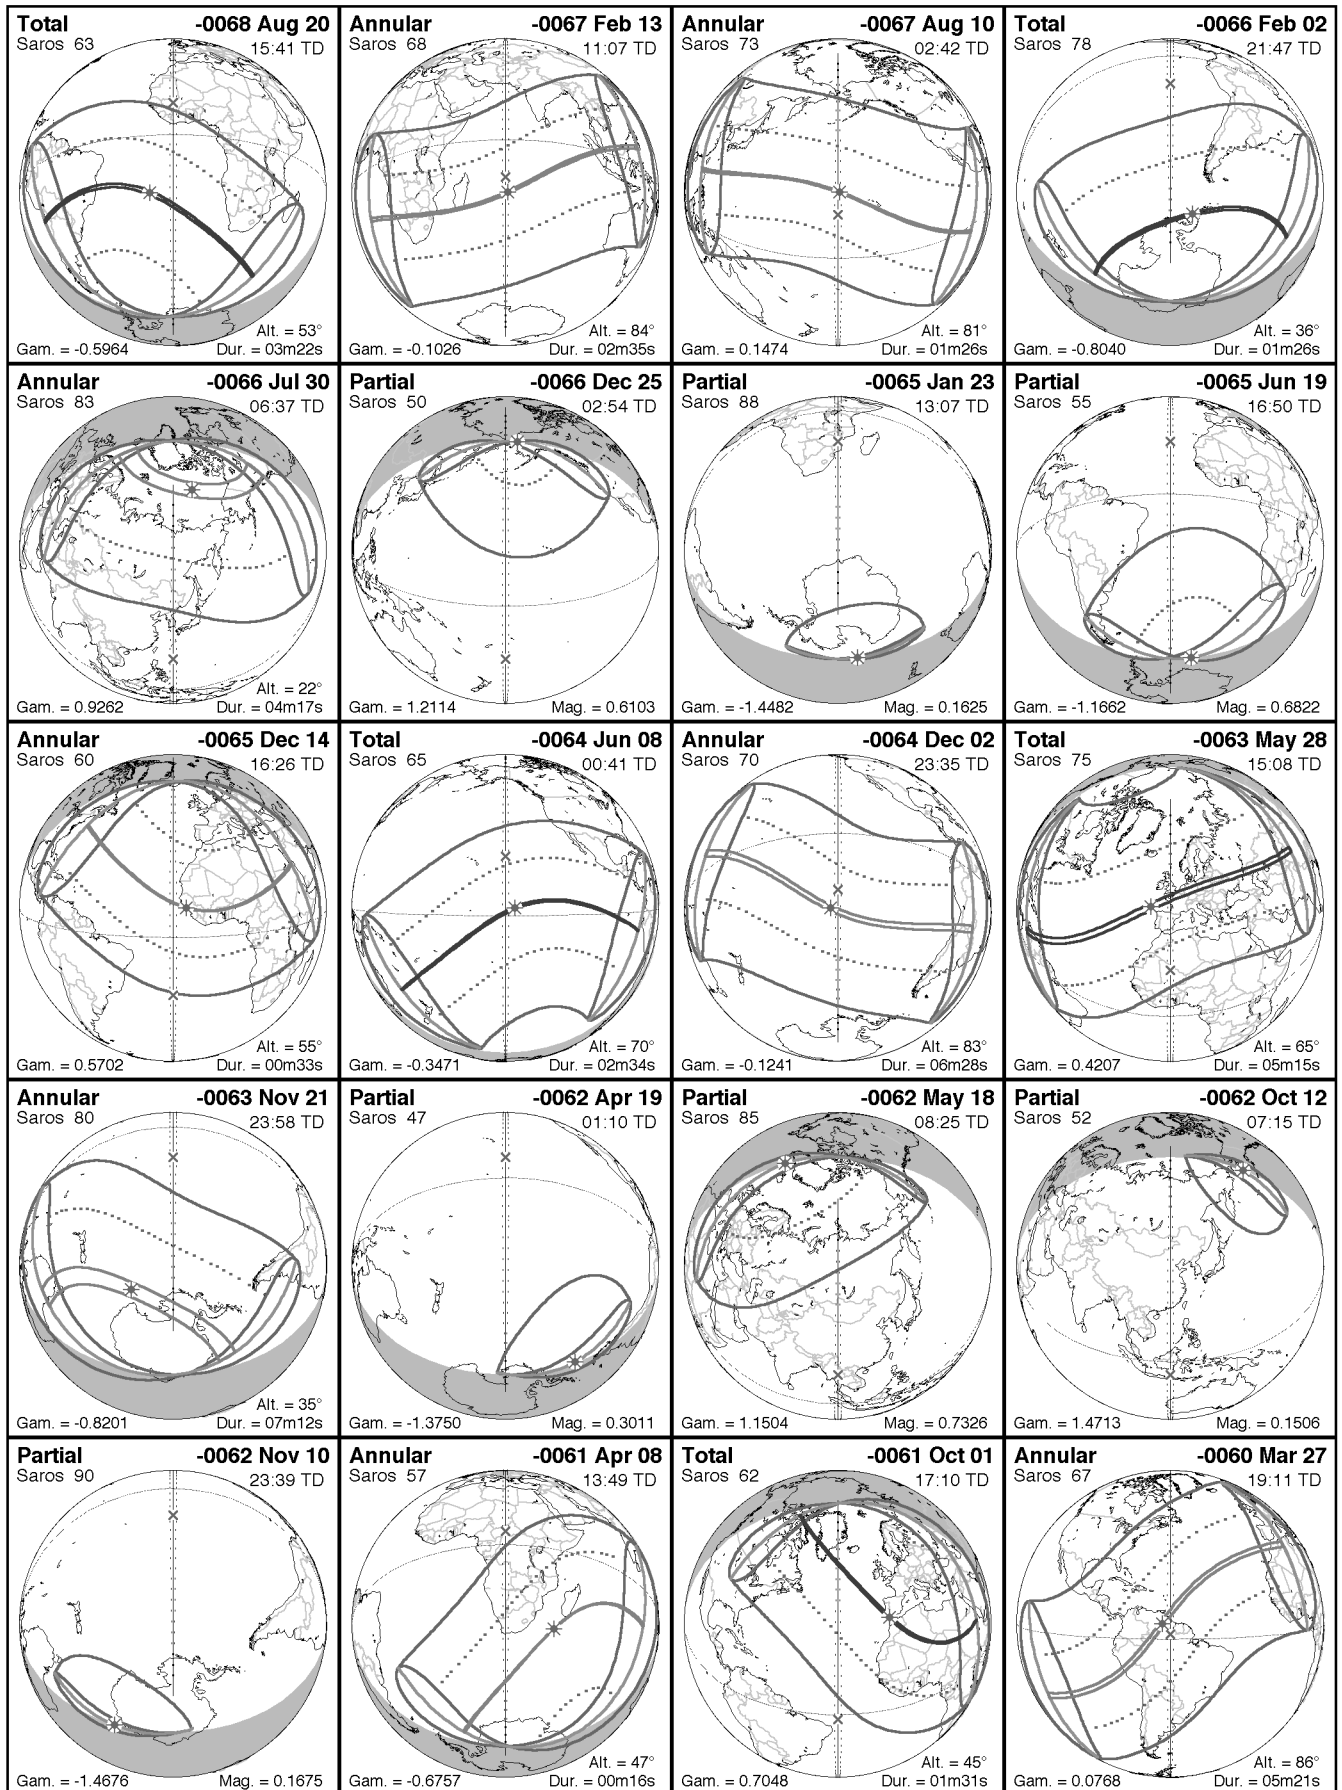 Total -0068 Aug 20
Saros 63 15:41 TD
Alt. = 53°
Gam. = -0.5964 Dur. = 03m22s
Annular -0067 Feb 13
Saros 68 11:07 TD
Alt. = 84°
Gam. = -0.1026 Dur. = 02m35s
Annular -0067 Aug 10
Saros 73 02:42 TD
Alt. = 81°
Gam. = 0.1474 Dur. = 01m26s
Total -0066 Feb 02
Saros 78 21:47 TD
Alt. = 36°
Gam. = -0.8040 Dur. = 01m26s
Annular -0066 Jul 30
Saros 83 06:37 TD
Alt. = 22°
Gam. = 0.9262 Dur. = 04m17s
Partial -0066 Dec 25
Saros 50 02:54 TD
Gam. = 1.2114 Mag. = 0.6103
Partial -0065 Jan 23
Saros 88 13:07 TD
Gam. = -1.4482 Mag. = 0.1625
Partial -0065 Jun 19
Saros 55 16:50 TD
Gam. = -1.1662 Mag. = 0.6822
Annular -0065 Dec 14
Saros 60 16:26 TD
Alt. = 55°
Gam. = 0.5702 Dur. = 00m33s
Total -0064 Jun 08
Saros 65 00:41 TD
Alt. = 70°
Gam. = -0.3471 Dur. = 02m34s
Annular -0064 Dec 02
Saros 70 23:35 TD
Alt. = 83°
Gam. = -0.1241 Dur. = 06m28s
Total -0063 May 28
Saros 75 15:08 TD
Alt. = 65°
Gam. = 0.4207 Dur. = 05m15s
Annular -0063 Nov 21
Saros 80 23:58 TD
Alt. = 35°
Gam. = -0.8201 Dur. = 07m12s
Partial -0062 Apr 19
Saros 47 01:10 TD
Gam. = -1.3750 Mag. = 0.3011
Partial -0062 May 18
Saros 85 08:25 TD
Gam. = 1.1504 Mag. = 0.7326
Partial -0062 Oct 12
Saros 52 07:15 TD
Gam. = 1.4713 Mag. = 0.1506
Partial -0062 Nov 10
Saros 90 23:39 TD
Gam. = -1.4676 Mag. = 0.1675
Annular -0061 Apr 08
Saros 57 13:49 TD
Alt. = 47°
Gam. = -0.6757 Dur. = 00m16s
Total -0061 Oct 01
Saros 62 17:10 TD
Alt. = 45°
Gam. = 0.7048 Dur. = 01m31s
Annular -0060 Mar 27
Saros 67 19:11 TD
Alt. = 86°
Gam. = 0.0768 Dur. = 05m21s